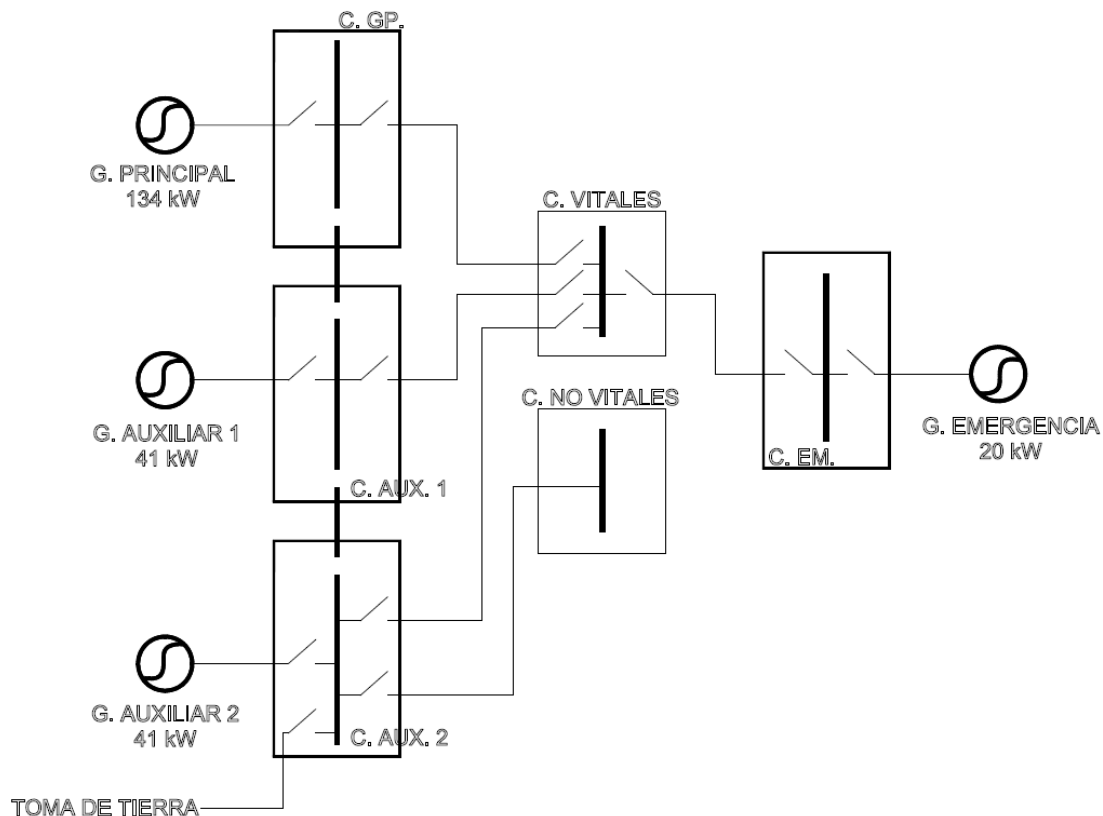 C. GP.
G. PRINCIPAL
134 kW
C. VITALES
C. NO VITALES
G. AUXILIAR 1
41 kW
C. AUX. 1
G. EMERGENCIA
20 kW
C. EM.
G. AUXILIAR 2
41 kW
C. AUX. 2
TOMA DE TIERRA